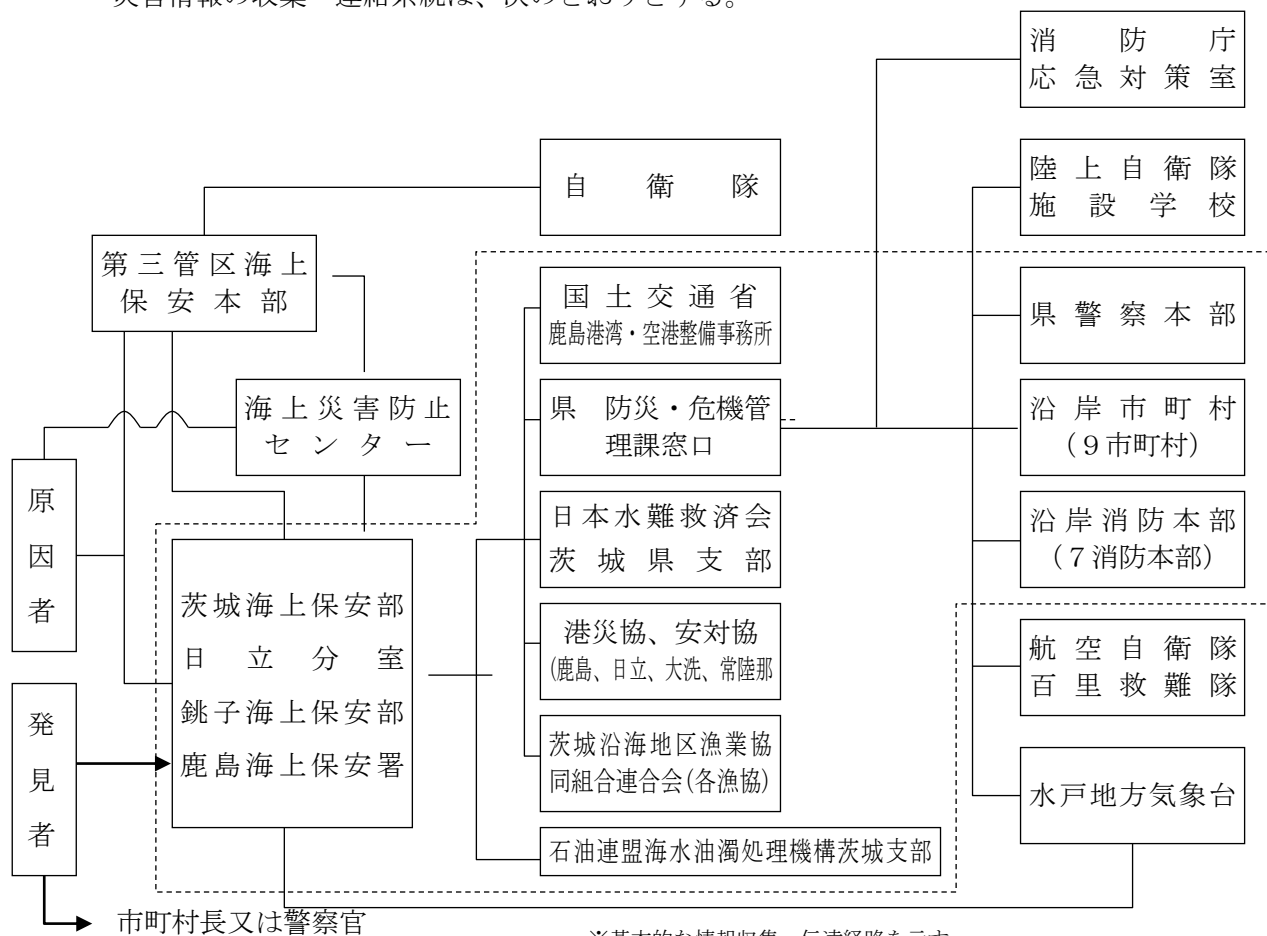 災害情報の収集・連絡系統は、次のとおりとする。
消防庁
応急対策室
自衛隊
陸上自衛隊
施設学校
第三管区海上
保安本部
国土交通省
鹿島港湾・空港整備事務所
県警察本部
海上災害防止
センター
県 防災・危機管
理課窓口
沿岸市町村
(9市町村)
原因者
日本水難救済会
茨城県支部
沿岸消防本部
(7消防本部)
茨城海上保安部
日立分室
銚子海上保安部
鹿島海上保安署
港災協、安対協
(鹿島、日立、大洗、常陸那
航空自衛隊
百里救難隊
発見者
茨城沿海地区漁業協
同組合連合会(各漁協)
水戸地方気象台
石油連盟海水油濁処理機構茨城支部
市町村長又は警察官
※基本的な情報収集・伝達経路を示す